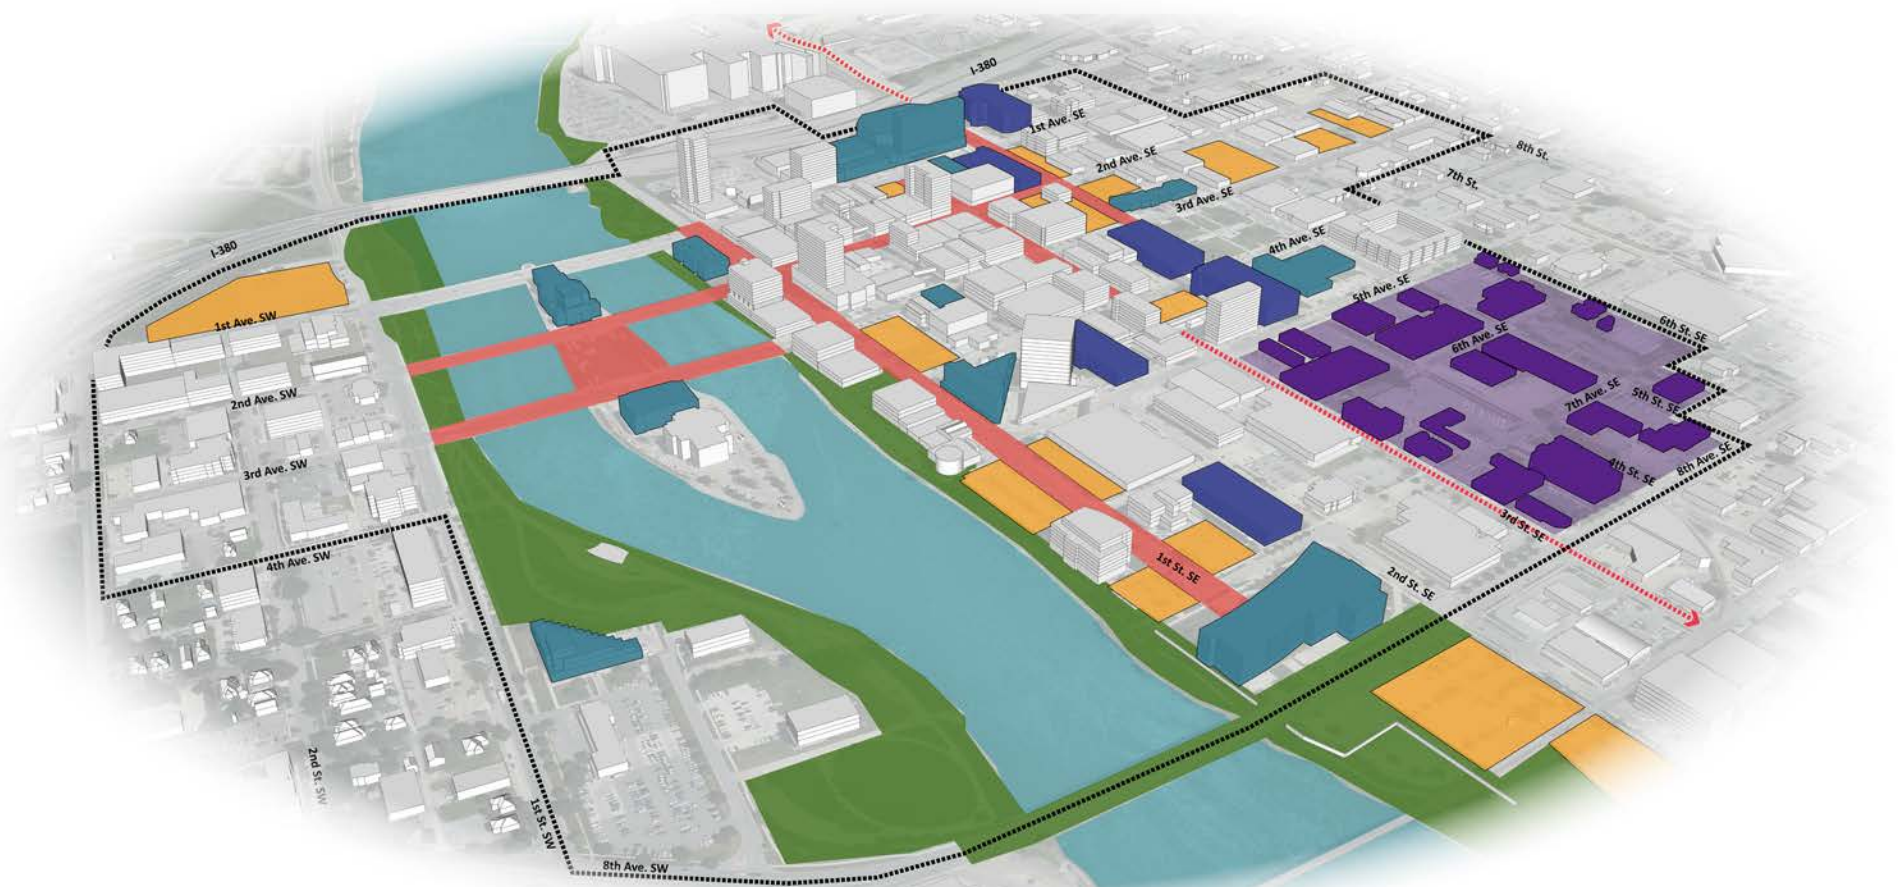 I-380
1st Ave. SE
2nd Ave. SE
3rd Ave. SE
4th Ave. SE
5th Ave. SE
6th Ave. SE
7th Ave. SE
8th Ave. SE
8th St.
7th St.
6th St. SE
5th St. SE
4th St. SE
3rd St. SE
2nd St. SE
1st St. SE
I-380
1st Ave. SW
2nd Ave. SW
3rd Ave. SW
4th Ave. SW
2nd St. SW
1st St. SW
8th Ave. SW